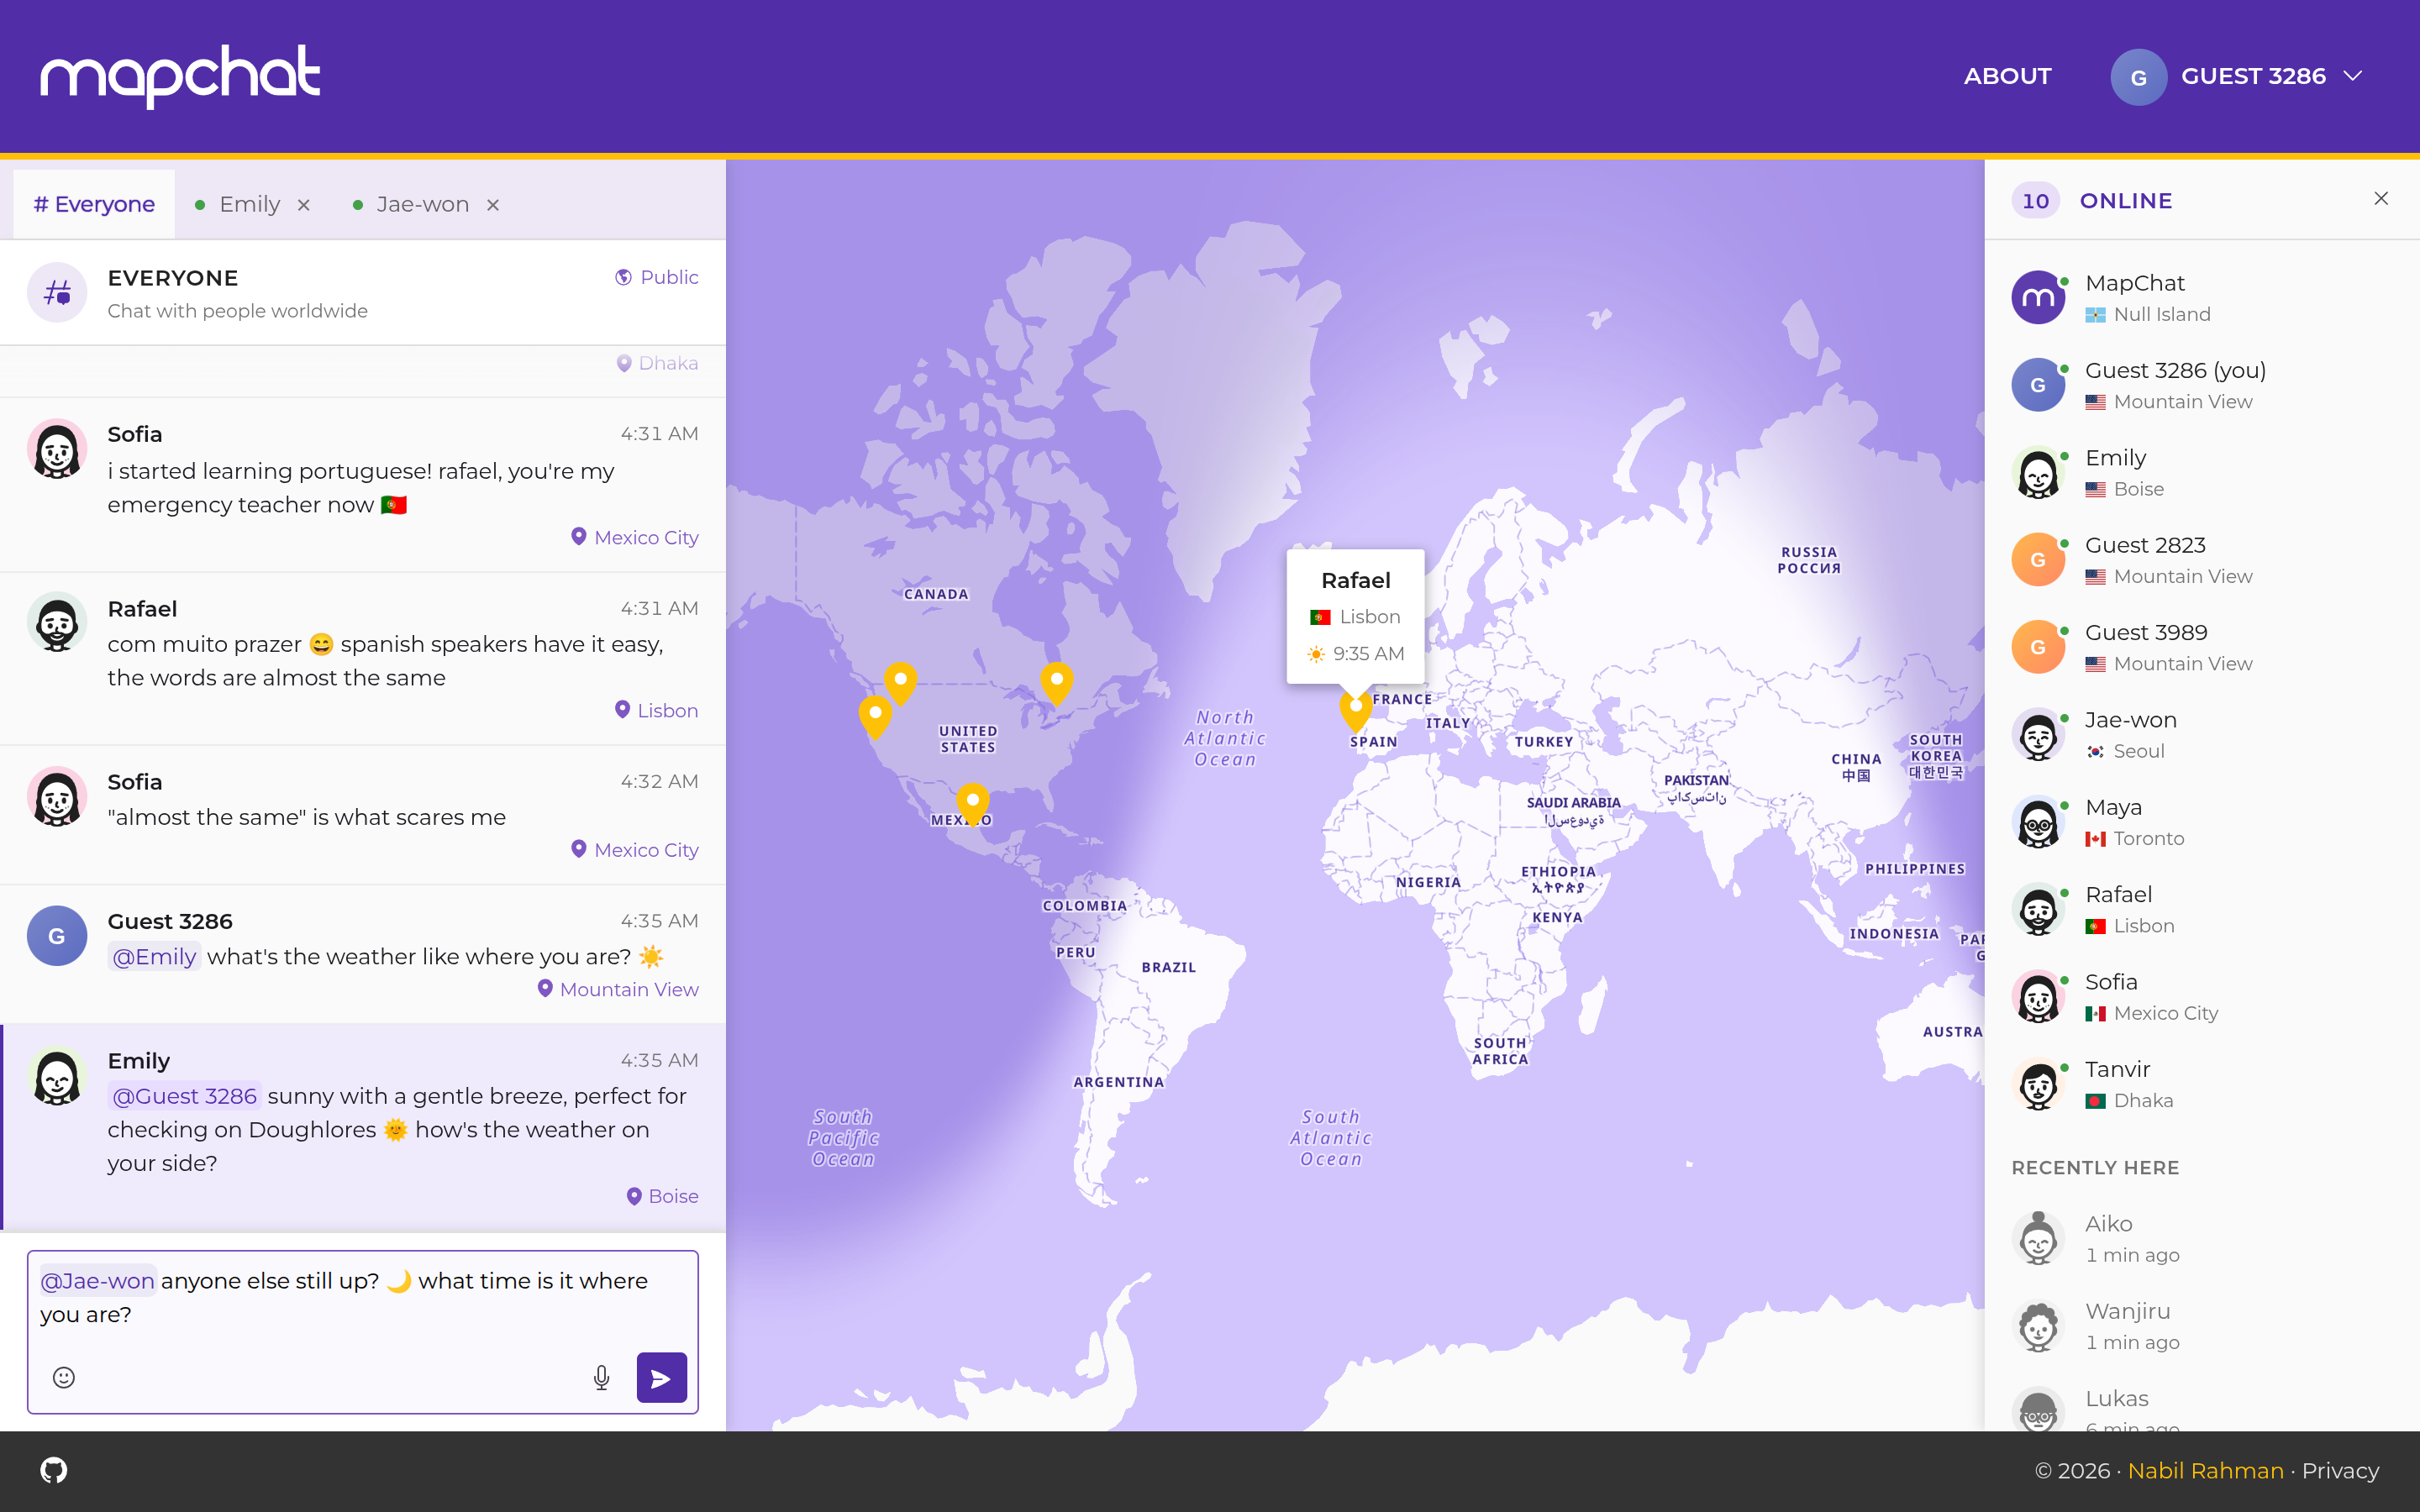 mapchat
ABOUT
G
GUEST 3286
# Everyone
Emily
Jae-won
EVERYONE
Public
Chat with people worldwide
Dhaka
Sofia
4:31 AM
i started learning portuguese! rafael, you're my
emergency teacher now 🇵🇹
Mexico City
Rafael
4:31 AM
com muito prazer 😄 spanish speakers have it easy,
the words are almost the same
Lisbon
Sofia
4:32 AM
"almost the same" is what scares me
Mexico City
G
Guest 3286
4:35 AM
@Emily what's the weather like where you are? ☀️
Mountain View
Emily
4:35 AM
@Guest 3286 sunny with a gentle breeze, perfect for
checking on Doughlores 🌞 how's the weather on
your side?
Boise
@Jae-won anyone else still up? 🌙 what time is it where
you are?
CANADA
UNITED
STATES
MEXICO
North
Atlantic
Ocean
COLOMBIA
PERU
BRAZIL
ARGENTINA
South
Pacific
Ocean
South
Atlantic
Ocean
Rafael
Lisbon
9:35 AM
FRANCE
ITALY
SPAIN
TURKEY
RUSSIA
РОССИЯ
CHINA
中国
SOUTH
KOREA
대한민국
PAKISTAN
پاکستان
SAUDI ARABIA
السعودية
ETHIOPIA
ኢትዮጵያ
NIGERIA
KENYA
PHILIPPINES
INDONESIA
SOUTH
AFRICA
AUSTRA
10
ONLINE
m
MapChat
Null Island
G
Guest 3286 (you)
Mountain View
Emily
Boise
G
Guest 2823
Mountain View
G
Guest 3989
Mountain View
Jae-won
Seoul
Maya
Toronto
Rafael
Lisbon
Sofia
Mexico City
Tanvir
Dhaka
RECENTLY HERE
Aiko
1 min ago
Wanjiru
1 min ago
Lukas
6 min ago
© 2026 · Nabil Rahman · Privacy